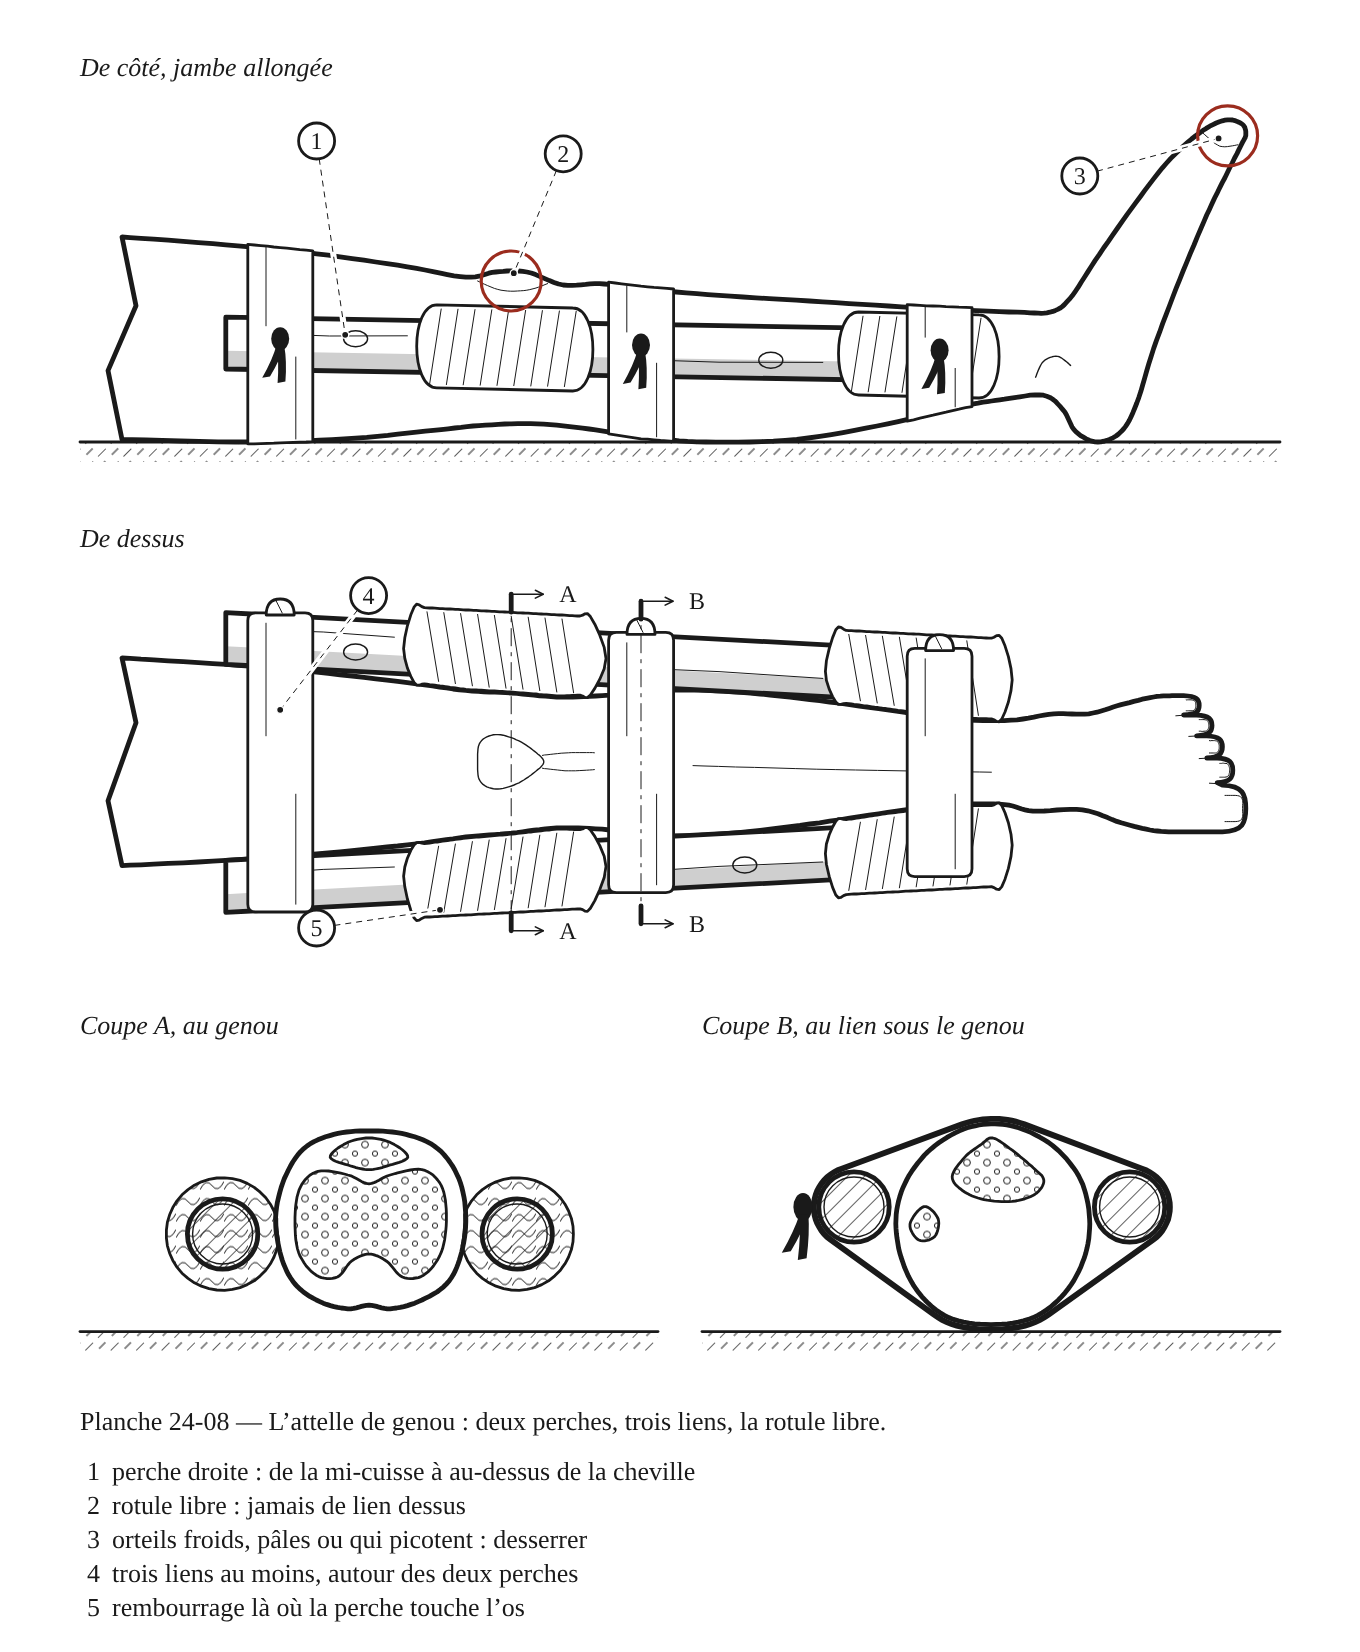 De côté, jambe allongée
1
2
3
De dessus
4
A
B
5
A
B
Coupe A, au genou
Coupe B, au lien sous le genou
Planche 24-08 — L’attelle de genou : deux perches, trois liens, la rotule libre.
1 perche droite : de la mi-cuisse à au-dessus de la cheville
2 rotule libre : jamais de lien dessus
3 orteils froids, pâles ou qui picotent : desserrer
4 trois liens au moins, autour des deux perches
5 rembourrage là où la perche touche l’os